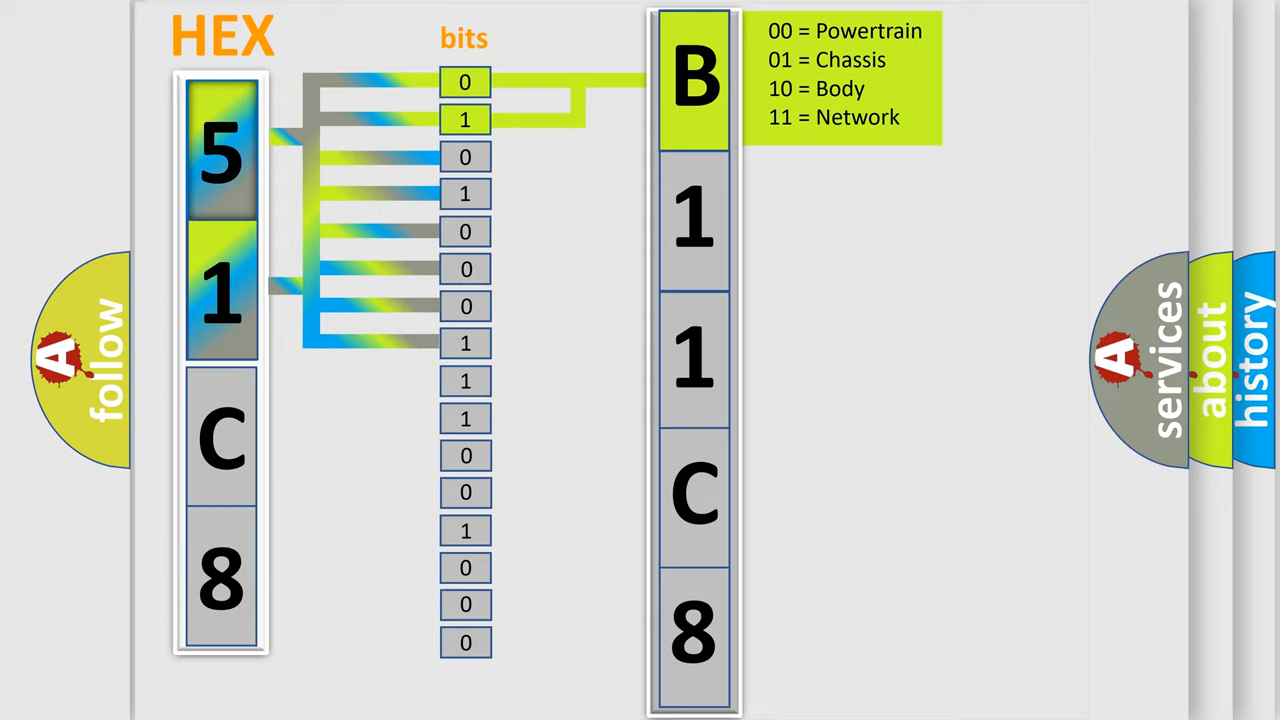 HEX
5
1
C
8
bits
0
1
0
1
0
0
0
1
1
1
0
0
1
0
0
0
B
1
1
C
8
00 = Powertrain
01 = Chassis
10 = Body
11 = Network
A
follow
A
services
about
history